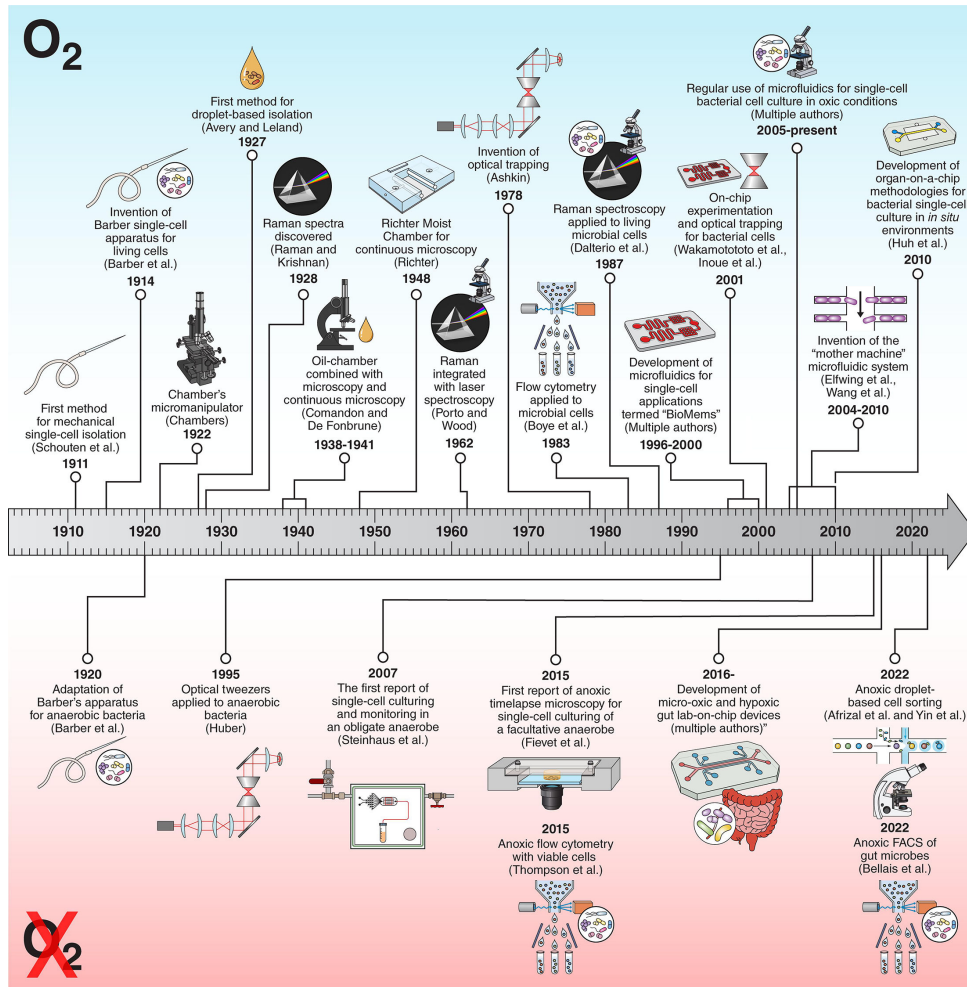 O2
First method for
droplet-based isolation
(Avery and Leland)
1927
Invention of
Barber single-cell
apparatus for
living cells
(Barber et al.)
1914
First method
for mechanical
single-cell isolation
(Schouten et al.)
1911
Chamber's
micromanipulator
(Chambers)
1922
Raman spectra
discovered
(Raman and
Krishnan)
1928
Oil-chamber
combined with
microscopy and
continuous microscopy
(Comandon and
De Fonbrune)
1938-1941
Richter Moist
Chamber for
continuous microscopy
(Richter)
1948
Raman
integrated
with laser
spectroscopy
(Porto and
Wood)
1962
Invention of
optical trapping
(Ashkin)
1978
Flow cytometry
applied to
microbial cells
(Boye et al.)
1983
Raman spectroscopy
applied to living
microbial cells
(Dalterio et al.)
1987
Development of
microfluidics for
single-cell
applications
termed "BioMems"
(Multiple authors)
1996-2000
On-chip
experimentation
and optical trapping
for bacterial cells
(Wakamototo et al.,
Inoue et al.)
2001
Regular use of microfluidics for single-cell
bacterial cell culture in oxic conditions
(Multiple authors)
2005-present
Invention of the
"mother machine"
microfluidic system
(Elfwing et al.,
Wang et al.)
2004-2010
Development of
organ-on-a-chip
methodologies for
bacterial single-cell
culture in in situ
environments
(Huh et al.)
2010
1910 1920 1930 1940 1950 1960 1970 1980 1990 2000 2010 2020
1920
Adaptation of
Barber's apparatus
for anaerobic bacteria
(Barber et al.)
1995
Optical tweezers
applied to anaerobic
bacteria
(Huber)
2007
The first report of
single-cell culturing
and monitoring in
an obligate anaerobe
(Steinhaus et al.)
2015
First report of anoxic
timelapse microscopy for
single-cell culturing of
a facultative anaerobe
(Fievet et al.)
2015
Anoxic flow cytometry
with viable cells
(Thompson et al.)
2016-
Development of
micro-oxic and hypoxic
gut lab-on-chip devices
(multiple authors)"
2022
Anoxic droplet-
based cell sorting
(Afrizal et al. and Yin et al.)
2022
Anoxic FACS of
gut microbes
(Bellais et al.)
O2